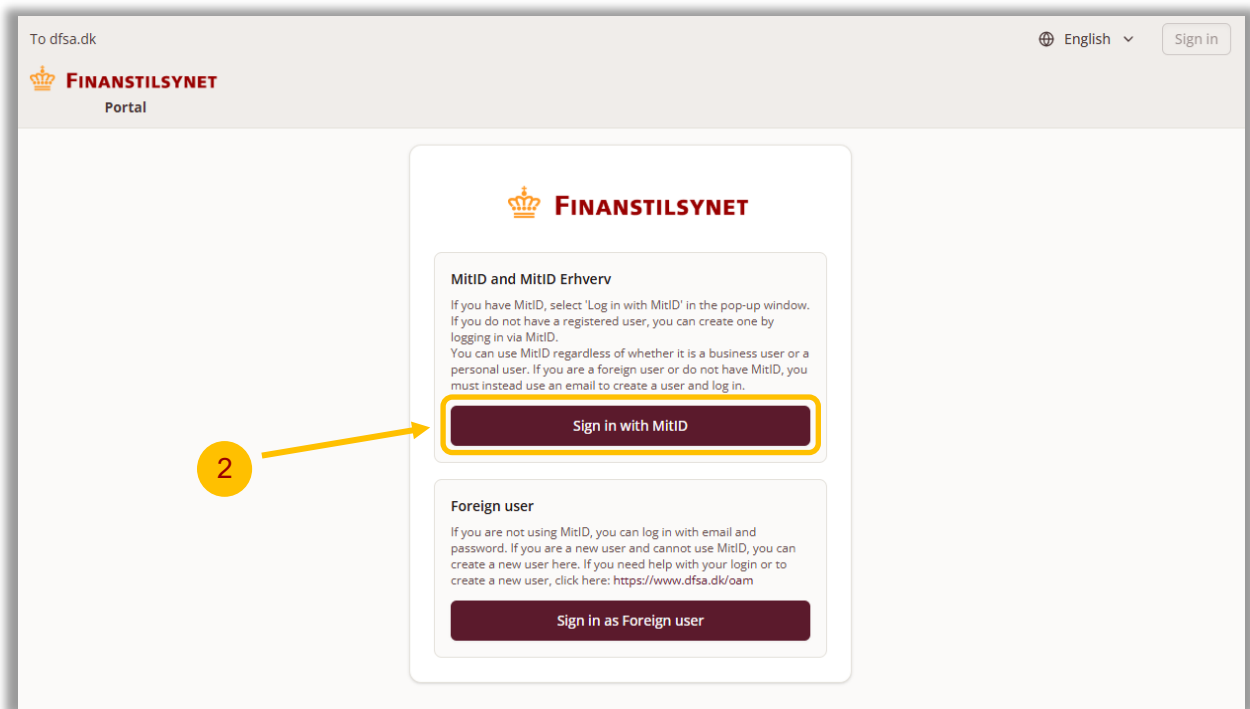 To dfsa.dk
English
Sign in
FINANSTILSYNET
Portal
FINANSTILSYNET
MitID and MitID Erhverv
If you have MitID, select 'Log in with MitID' in the pop-up window.
If you do not have a registered user, you can create one by
logging in via MitID.
You can use MitID regardless of whether it is a business user or a
personal user. If you are a foreign user or do not have MitID, you
must instead use an email to create a user and log in.
Sign in with MitID
2
Foreign user
If you are not using MitID, you can log in with email and
password. If you are a new user and cannot use MitID, you can
create a new user here. If you need help with your login or to
create a new user, click here: https://www.dfsa.dk/oam
Sign in as Foreign user